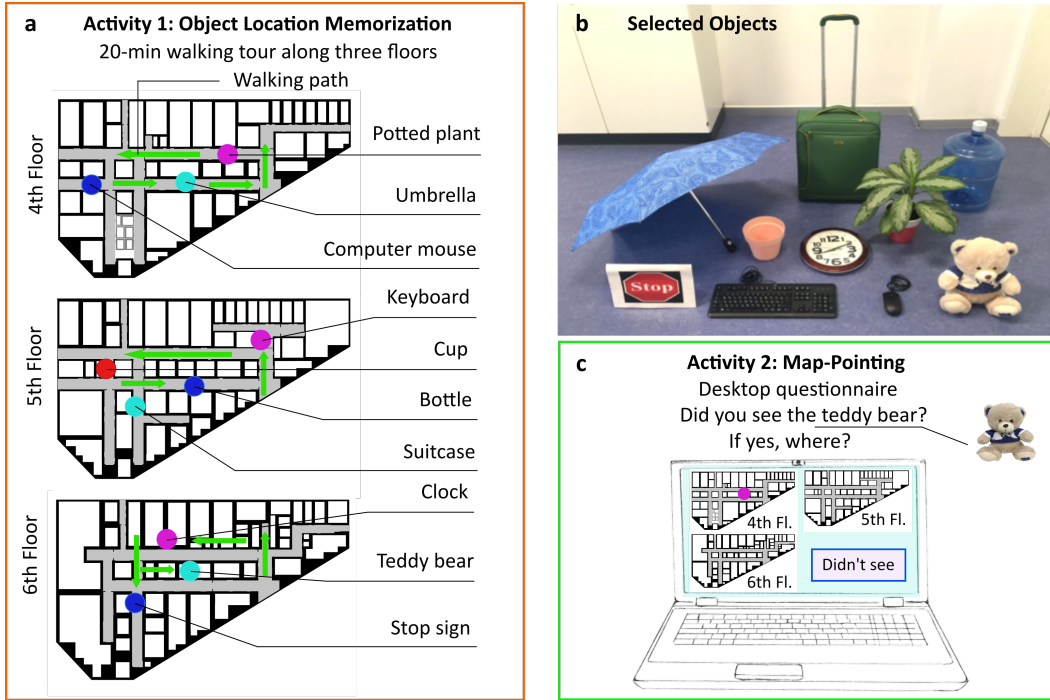 a Activity 1: Object Location Memorization
20-min walking tour along three floors
Walking path
4th Floor
Potted plant
Umbrella
Computer mouse
5th Floor
Keyboard
Cup
Bottle
Suitcase
6th Floor
Clock
Teddy bear
Stop sign
b Selected Objects
Stop
c Activity 2: Map-Pointing
Desktop questionnaire
Did you see the teddy bear?
If yes, where?
4th Fl.
5th Fl.
6th Fl.
Didn't see